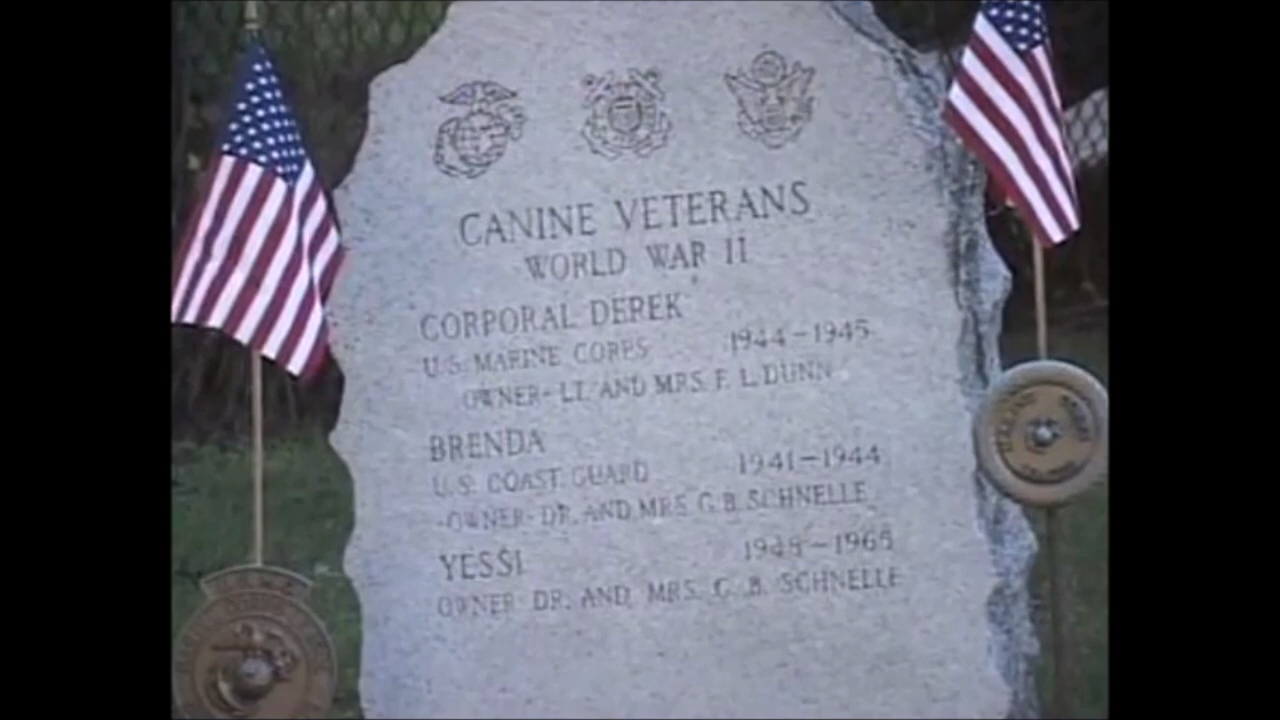 CANINE VETERANS
WORLD WAR II
CORPORAL DEREK
U.S. MARINE CORPS 1944-1945
OWNER- LT. AND MRS. F. L. DUNN
BRENDA
U.S. COAST GUARD 1941-1944
OWNER- DR. AND MRS. G. B. SCHNELLE
YESSI
OWNER DR. AND MRS. G. B. SCHNELLE